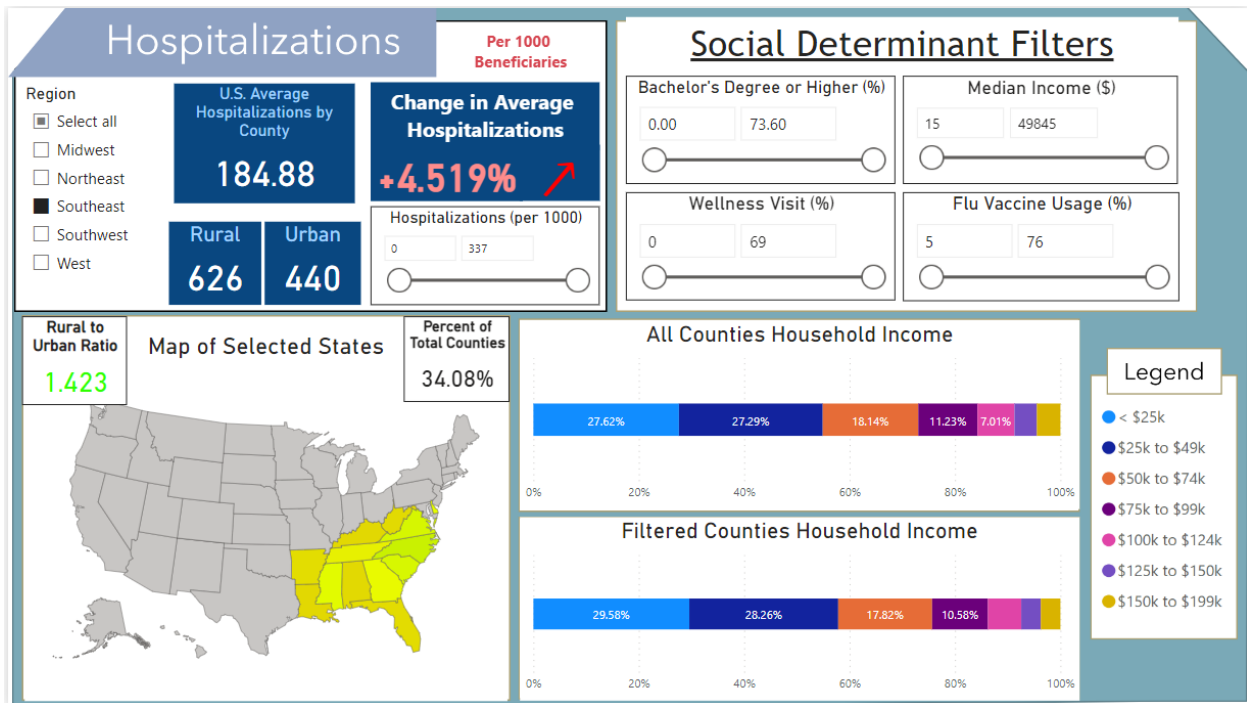 Hospitalizations
Per 1000
Beneficiaries
Region
Select all
Midwest
Northeast
Southeast
Southwest
West
U.S. Average
Hospitalizations by
County
184.88
Rural
626
Urban
440
Change in Average
Hospitalizations
+4.519%
Hospitalizations (per 1000)
0
337
Social Determinant Filters
Bachelor's Degree or Higher (%)
0.00
73.60
Median Income ($)
15
49845
Wellness Visit (%)
0
69
Flu Vaccine Usage (%)
5
76
Rural to
Urban Ratio
1.423
Map of Selected States
Percent of
Total Counties
34.08%
All Counties Household Income
27.62%
27.29%
18.14%
11.23%
7.01%
0%
20%
40%
60%
80%
100%
Filtered Counties Household Income
29.58%
28.26%
17.82%
10.58%
0%
20%
40%
60%
80%
100%
Legend
< $25k
$25k to $49k
$50k to $74k
$75k to $99k
$100k to $124k
$125k to $150k
$150k to $199k